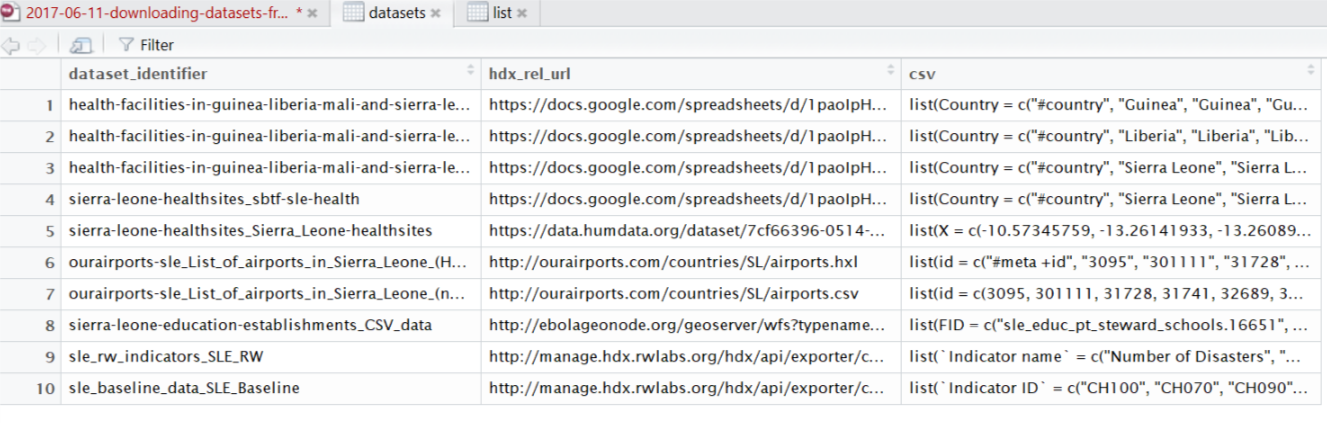 2017-06-11-downloading-datasets-fr... * × datasets × list ×
Filter
dataset_identifier hdx_rel_url csv
1 health-facilities-in-guinea-liberia-mali-and-sierra-le... https://docs.google.com/spreadsheets/d/1paoIpH... list(Country = c("#country", "Guinea", "Guinea", "Gu...
2 health-facilities-in-guinea-liberia-mali-and-sierra-le... https://docs.google.com/spreadsheets/d/1paoIpH... list(Country = c("#country", "Liberia", "Liberia", "Lib...
3 health-facilities-in-guinea-liberia-mali-and-sierra-le... https://docs.google.com/spreadsheets/d/1paoIpH... list(Country = c("#country", "Sierra Leone", "Sierra L...
4 sierra-leone-healthsites_sbtf-sle-health https://docs.google.com/spreadsheets/d/1paoIpH... list(Country = c("#country", "Sierra Leone", "Sierra L...
5 sierra-leone-healthsites_Sierra_Leone-healthsites https://data.humdata.org/dataset/7cf66396-0514-... list(X = c(-10.57345759, -13.26141933, -13.26089...
6 ourairports-sle_List_of_airports_in_Sierra_Leone_(H... http://ourairports.com/countries/SL/airports.hxl list(id = c("#meta +id", "3095", "301111", "31728", ...
7 ourairports-sle_List_of_airports_in_Sierra_Leone_(n... http://ourairports.com/countries/SL/airports.csv list(id = c(3095, 301111, 31728, 31741, 32689, 3...
8 sierra-leone-education-establishments_CSV_data http://ebolageonode.org/geoserver/wfs?typename... list(FID = c("sle_educ_pt_steward_schools.16651", ...
9 sle_rw_indicators_SLE_RW http://manage.hdx.rwlabs.org/hdx/api/exporter/c... list(`Indicator name` = c("Number of Disasters", "...
10 sle_baseline_data_SLE_Baseline http://manage.hdx.rwlabs.org/hdx/api/exporter/c... list(`Indicator ID` = c("CH100", "CH070", "CH090"...